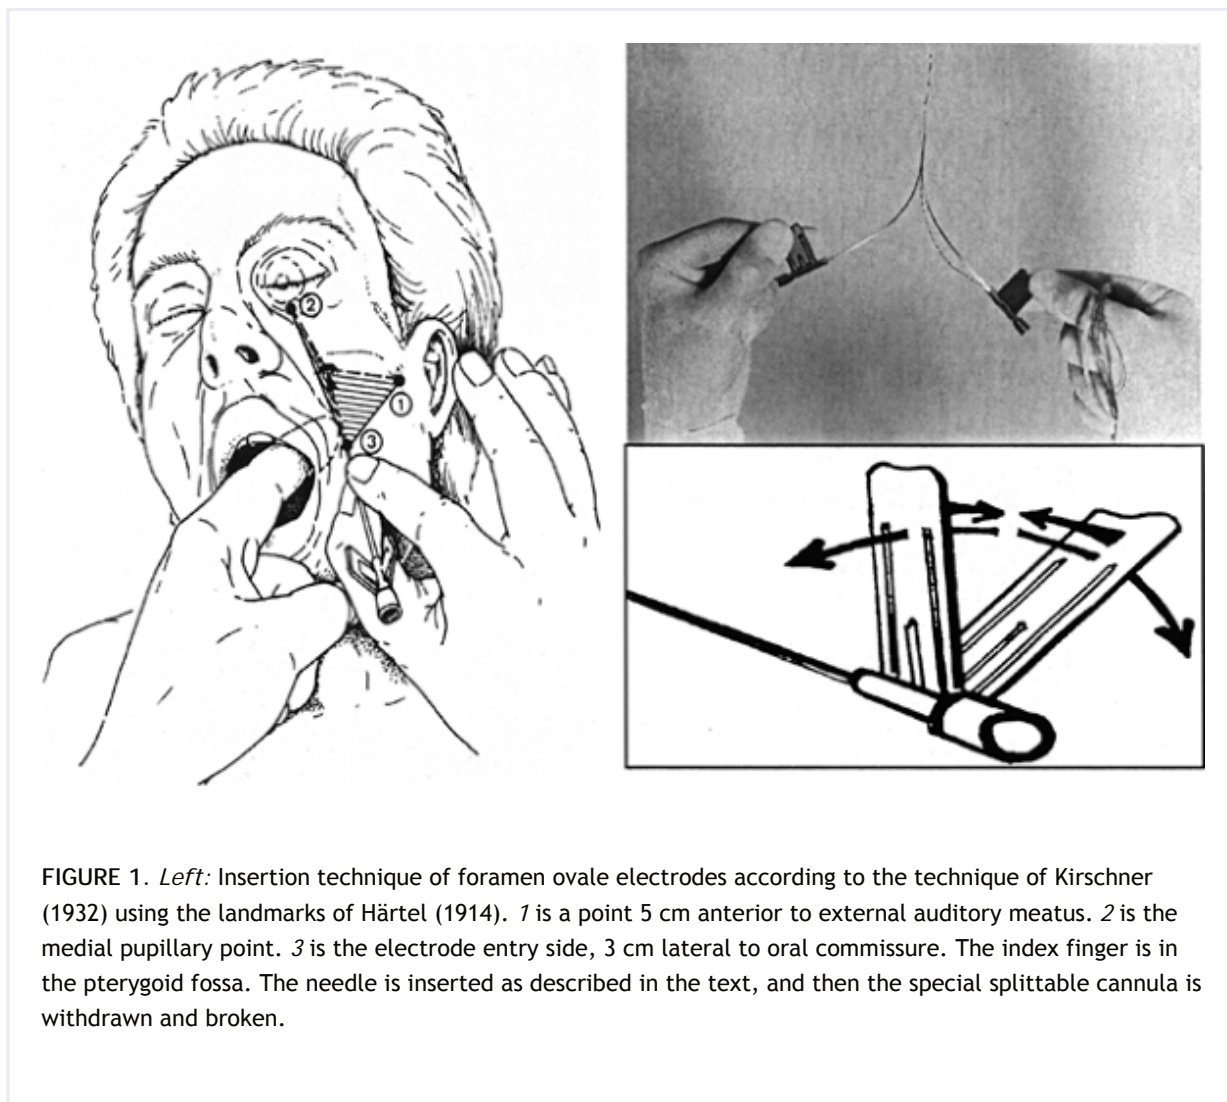 ②
①
③
FIGURE 1. Left: Insertion technique of foramen ovale electrodes according to the technique of Kirschner
(1932) using the landmarks of Härtel (1914). 1 is a point 5 cm anterior to external auditory meatus. 2 is the
medial pupillary point. 3 is the electrode entry side, 3 cm lateral to oral commissure. The index finger is in
the pterygoid fossa. The needle is inserted as described in the text, and then the special splittable cannula is
withdrawn and broken.